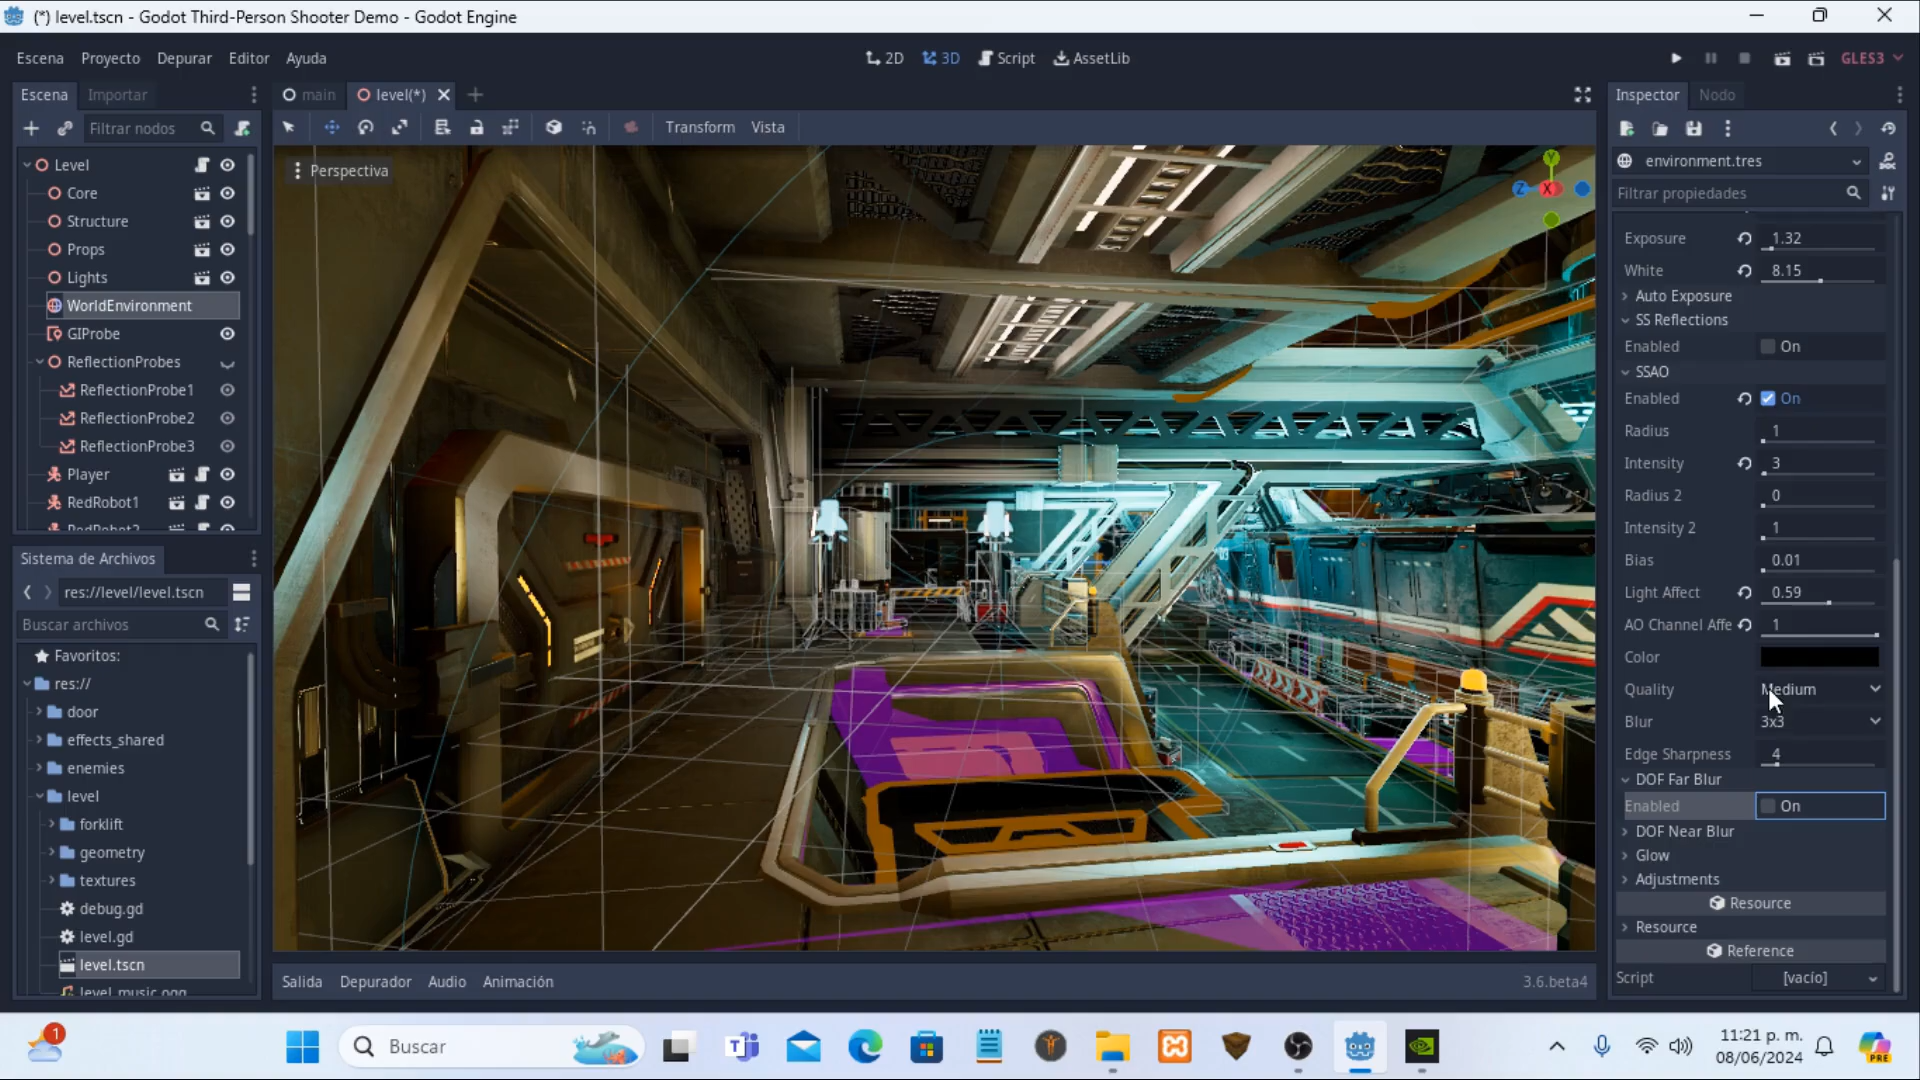 (*) level.tscn - Godot Third-Person Shooter Demo - Godot Engine
Escena Proyecto Depurar Editor Ayuda
2D 3D Script AssetLib
GLES3
Escena Importar
main level(*)
Inspector Nodo
Filtrar nodos
Transform Vista
Level
Core
Structure
Props
Lights
WorldEnvironment
GIProbe
ReflectionProbes
ReflectionProbe1
ReflectionProbe2
ReflectionProbe3
Player
RedRobot1
RedRobot2
Sistema de Archivos
res://level/level.tscn
Buscar archivos
Favoritos:
res://
door
effects_shared
enemies
level
forklift
geometry
textures
debug.gd
level.gd
level.tscn
level_music.ogg
Perspectiva
Y
Z X
Salida Depurador Audio Animación 3.6.beta4
environment.tres
Filtrar propiedades
Exposure 1.32
White 8.15
Auto Exposure
SS Reflections
Enabled On
SSAO
Enabled On
Radius 1
Intensity 3
Radius 2 0
Intensity 2 1
Bias 0.01
Light Affect 0.59
AO Channel Affe 1
Color
Quality Medium
Blur 3x3
Edge Sharpness 4
DOF Far Blur
Enabled On
DOF Near Blur
Glow
Adjustments
Resource
Resource
Reference
Script [vacío]
1
Buscar
11:21 p. m.
08/06/2024
PRE